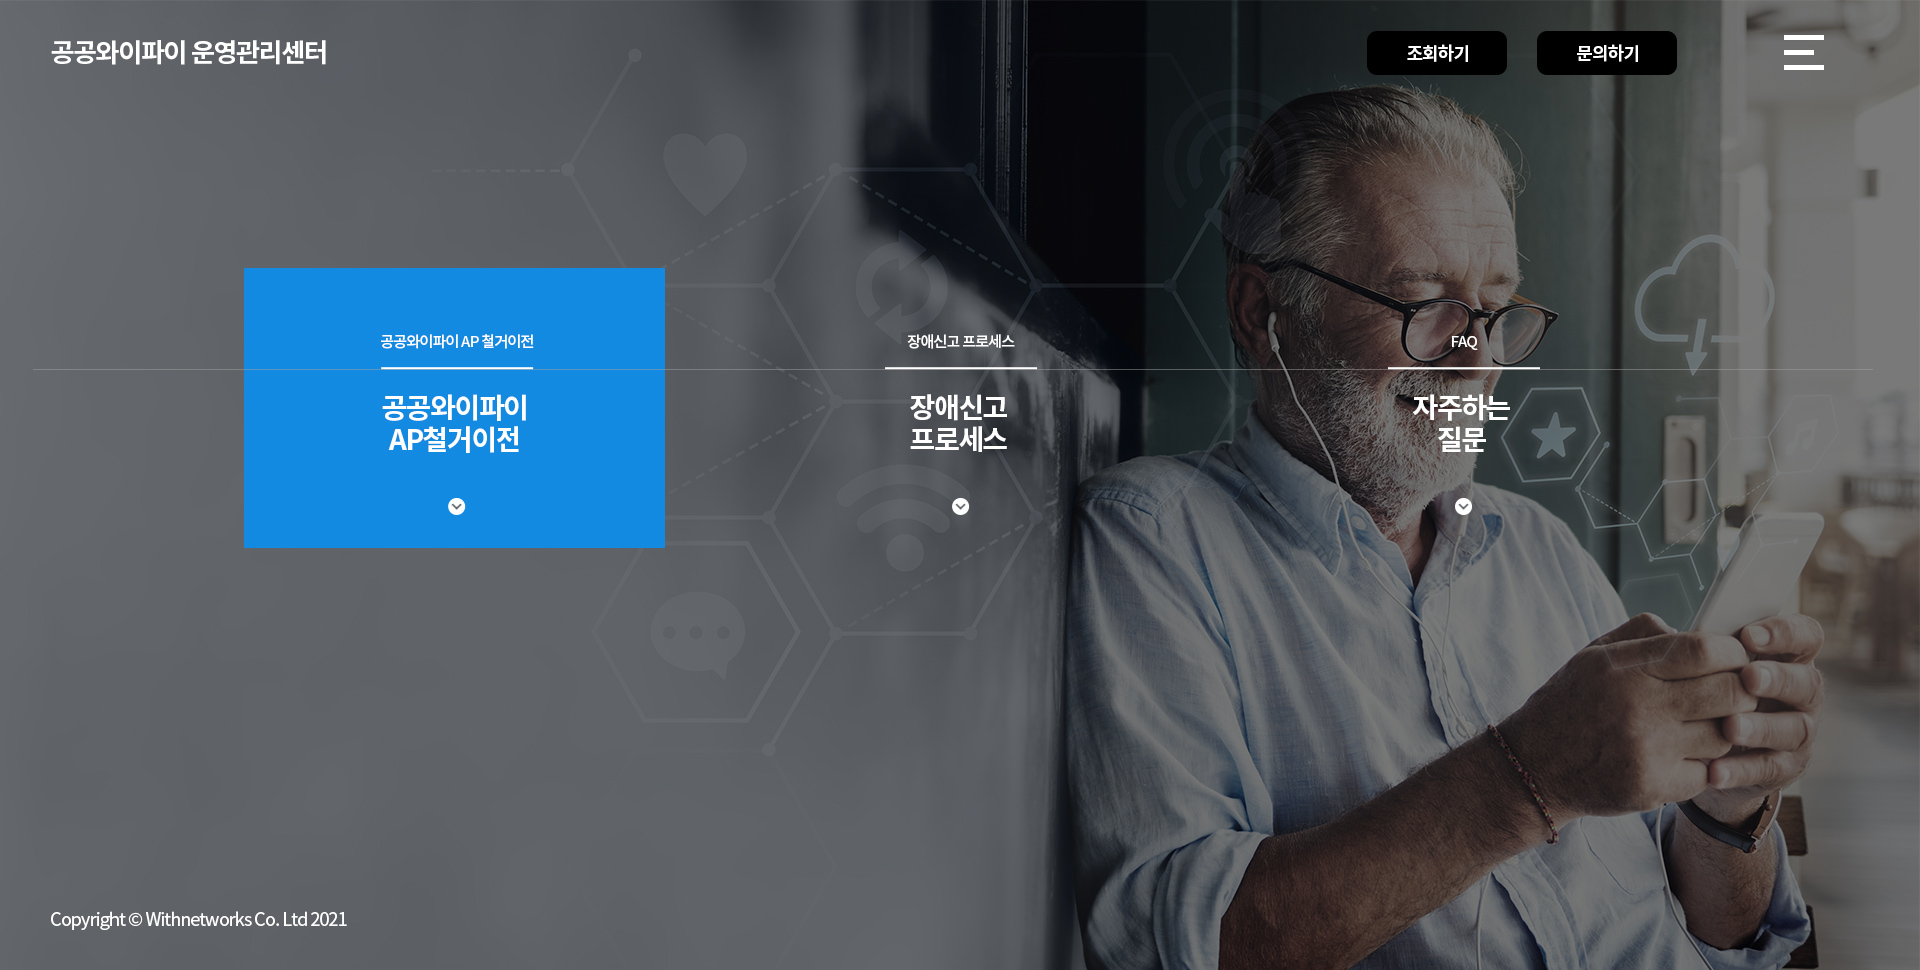 공공와이파이 운영관리센터
조회하기
문의하기
공공와이파이 AP 철거이전
공공와이파이
AP철거이전
장애신고 프로세스
장애신고
프로세스
FAQ
자주하는
질문
Copyright © Withnetworks Co. Ltd 2021